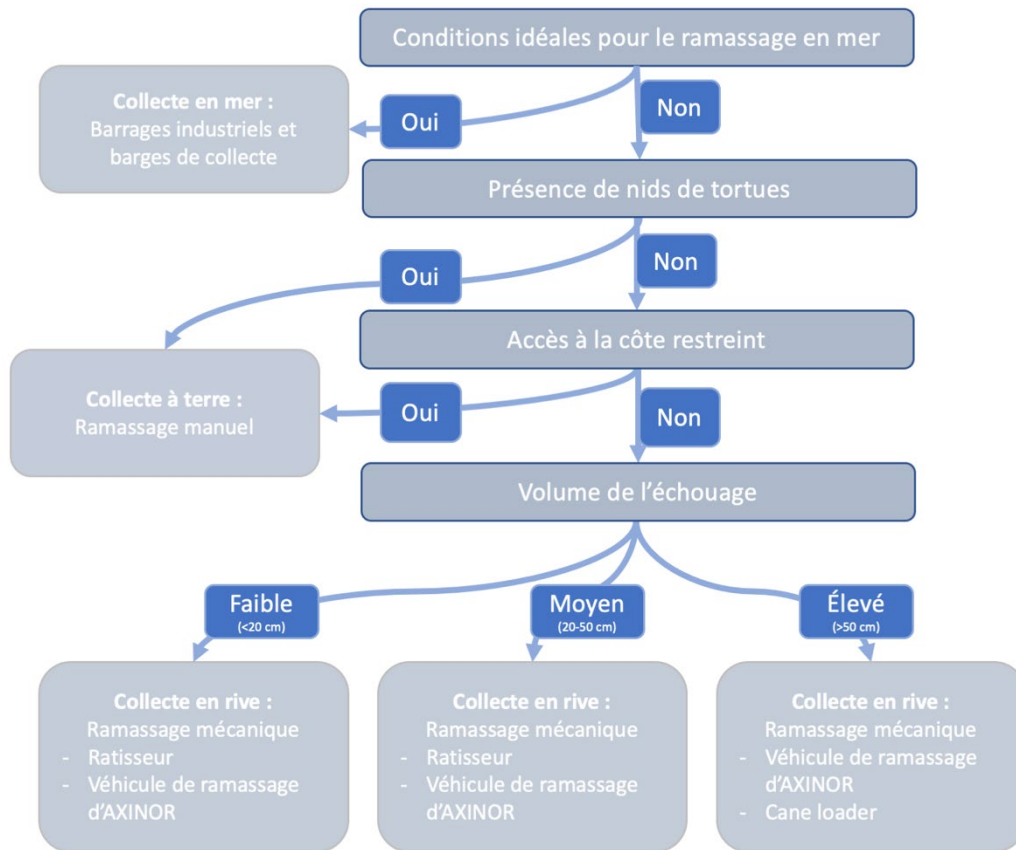 Conditions idéales pour le ramassage en mer
Collecte en mer :
Barrages industriels et
barges de collecte
Oui
Non
Présence de nids de tortues
Oui
Non
Accès à la côte restreint
Collecte à terre :
Ramassage manuel
Oui
Non
Volume de l'échouage
Faible
(<20 cm)
Moyen
(20-50 cm)
Élevé
(>50 cm)
Collecte en rive :
Ramassage mécanique
- Ratisseur
- Véhicule de ramassage
d'AXINOR
Collecte en rive :
Ramassage mécanique
- Ratisseur
- Véhicule de ramassage
d'AXINOR
Collecte en rive :
Ramassage mécanique
- Véhicule de ramassage
d'AXINOR
- Cane loader